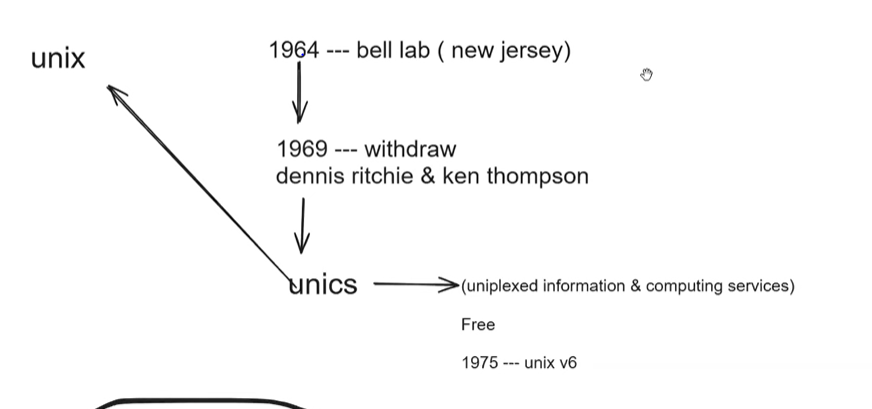 unix
1964 --- bell lab ( new jersey)
1969 --- withdraw
dennis ritchie & ken thompson
unics
(uniplexed information & computing services)
Free
1975 --- unix v6